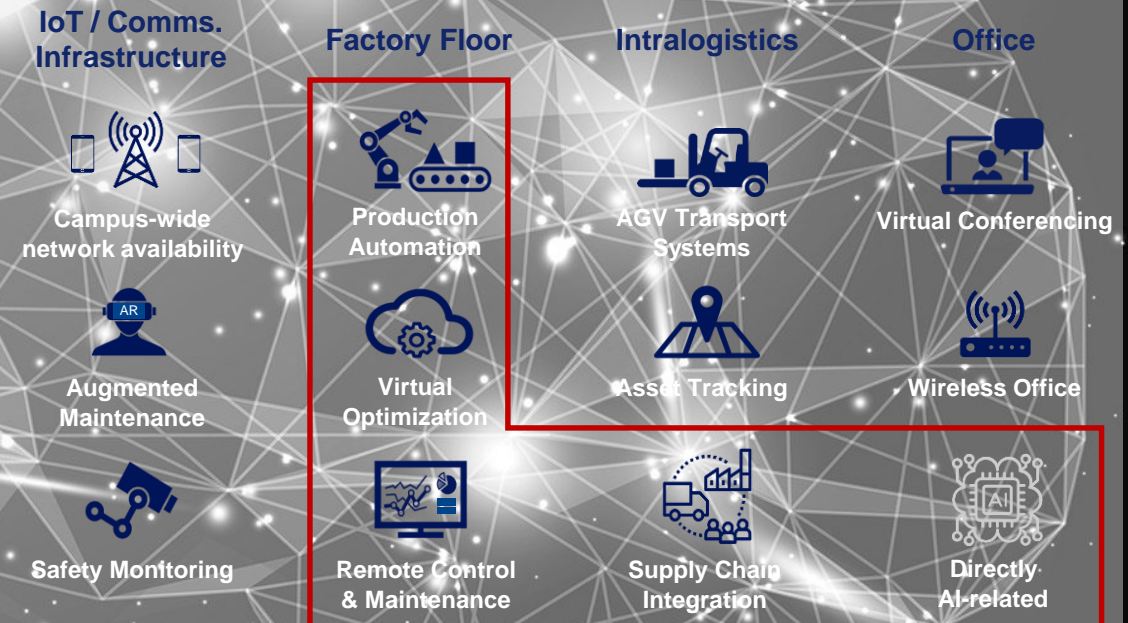 IoT / Comms.
Infrastructure
Factory Floor
Intralogistics
Office
Campus-wide
network availability
Production
Automation
AGV Transport
Systems
Virtual Conferencing
AR
Augmented
Maintenance
Virtual
Optimization
Asset Tracking
Wireless Office
Safety Monitoring
Remote Control
& Maintenance
Supply Chain
Integration
AI
Directly
AI-related